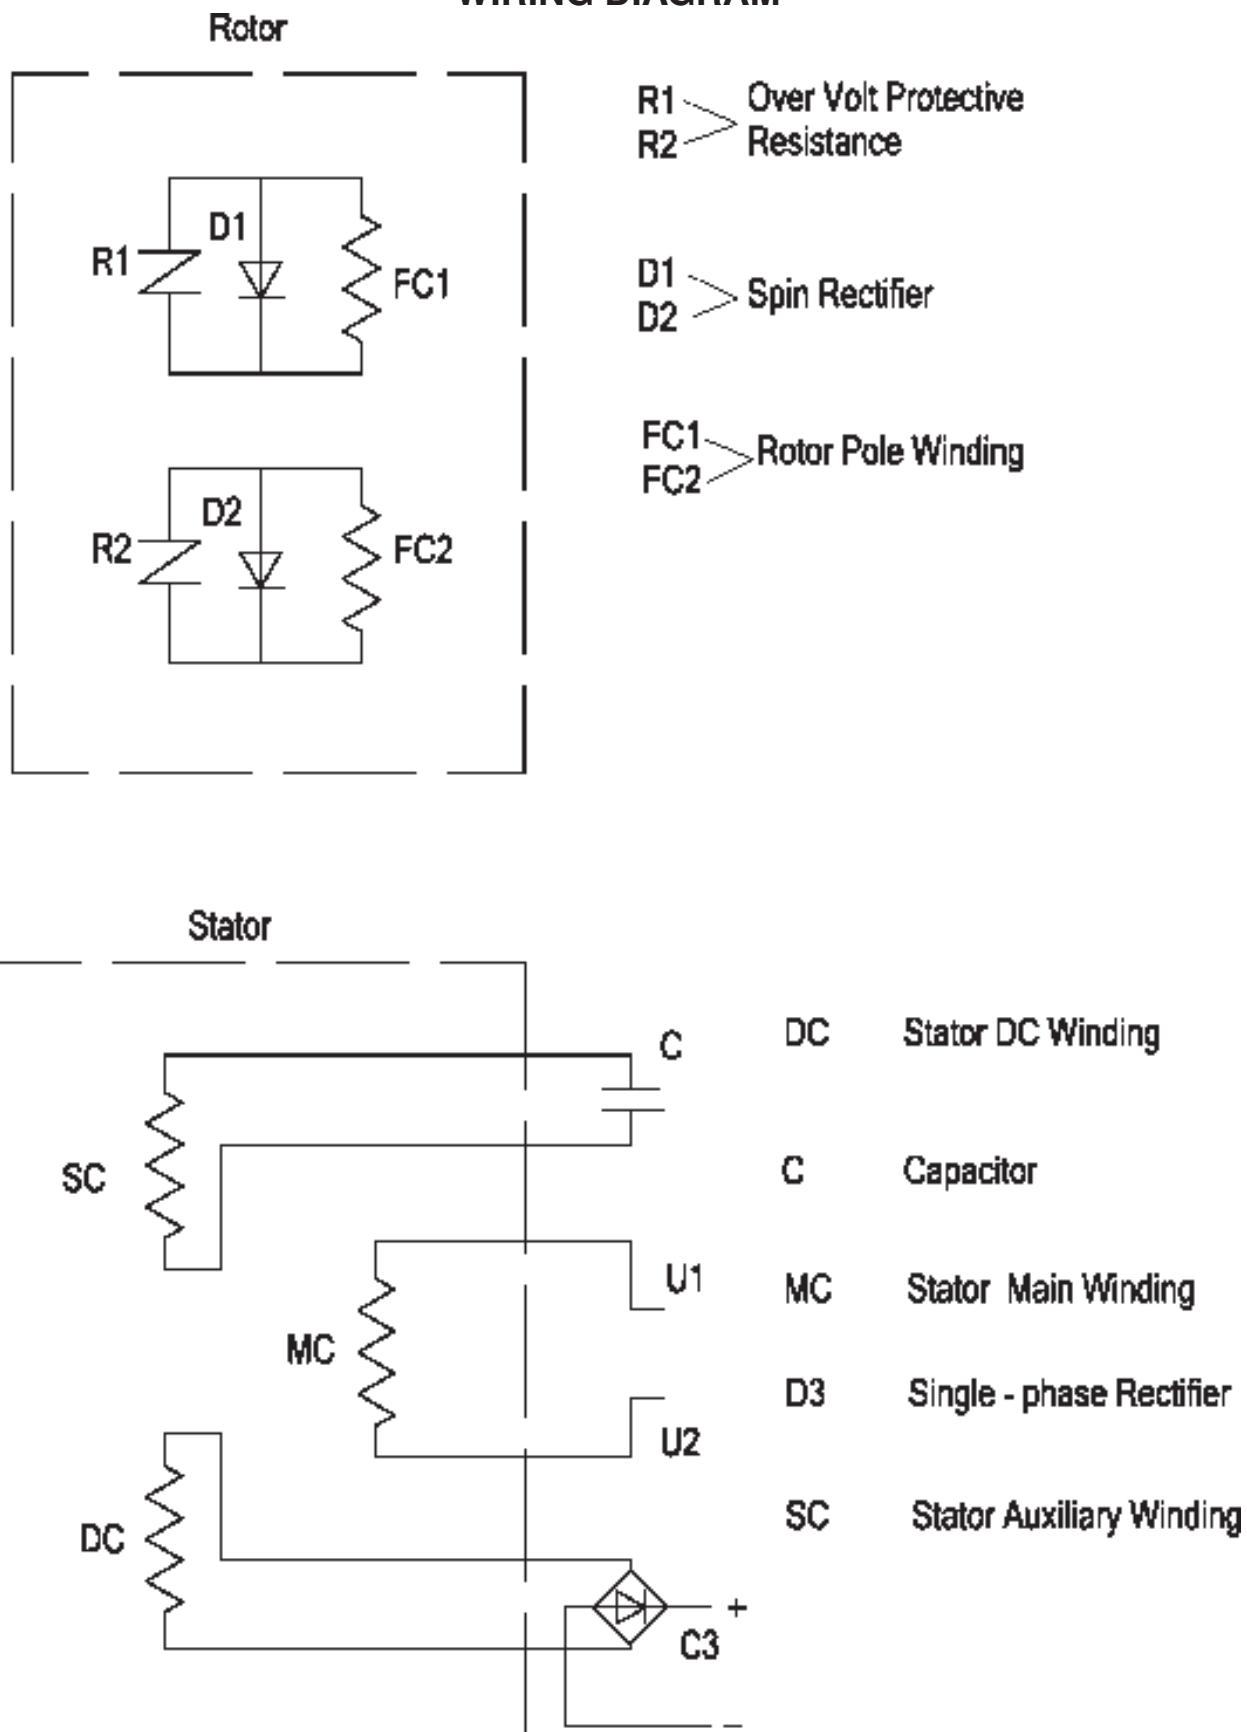 WIRING DIAGRAM
Rotor
R1
R2
Over Volt Protective
Resistance
D1
R1
FC1
D1
D2
Spin Rectifier
FC1
FC2
Rotor Pole Winding
D2
R2
FC2
Stator
C
DC Stator DC Winding
SC
C Capacitor
U1
MC Stator Main Winding
MC
D3 Single - phase Rectifier
U2
SC Stator Auxiliary Winding
DC
+
C3
–